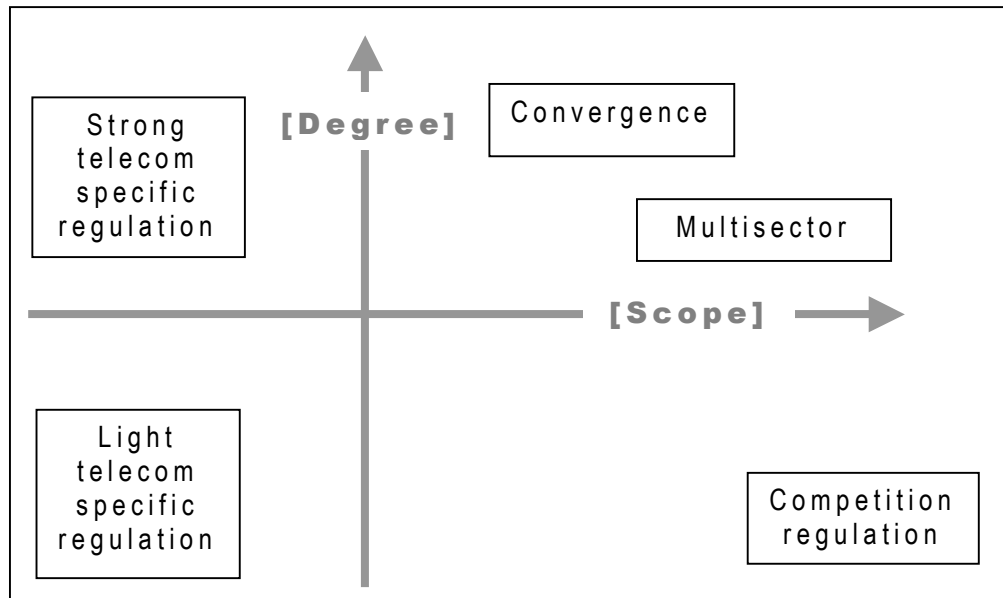 Strong
telecom
specific
regulation
[Degree]
Convergence
Multisector
[Scope]
Light
telecom
specific
regulation
Competition
regulation